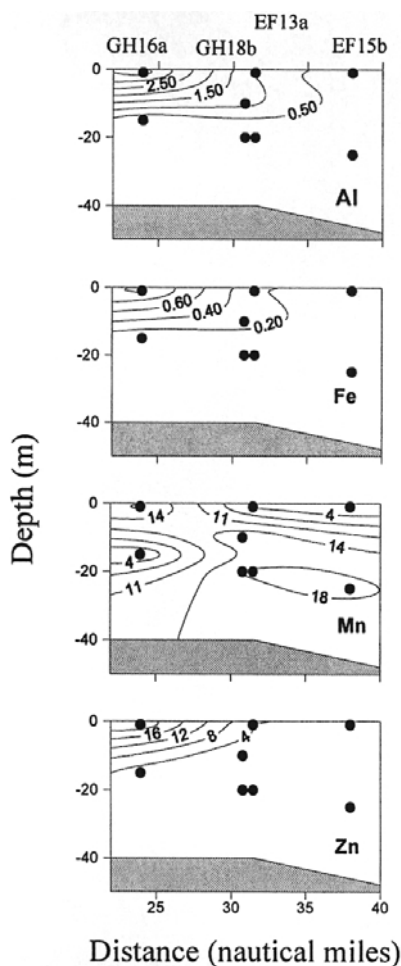 EF13a
GH16a GH18b EF15b
0
2.50 1.50 0.50
-20
Al
-40
0
0.60 0.40 0.20
-20
Fe
-40
Depth (m)
0
14 11 4
14
4
-20
11 18
Mn
-40
0
16 12 8 4
-20
Zn
-40
25 30 35 40
Distance (nautical miles)